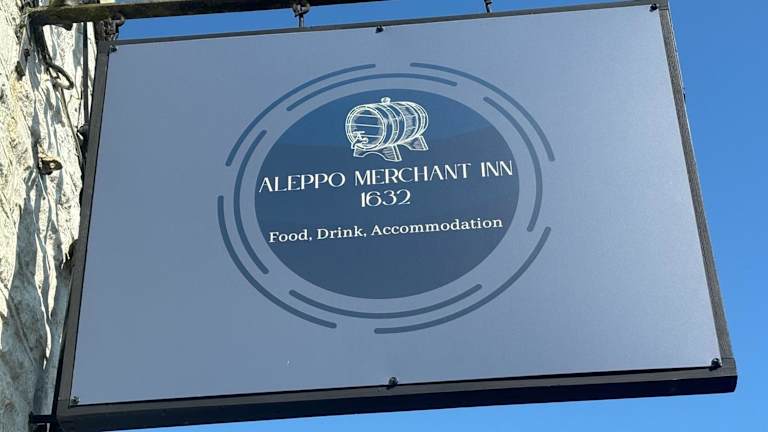 ALEPPO MERCHANT INN
1632
Food, Drink, Accommodation